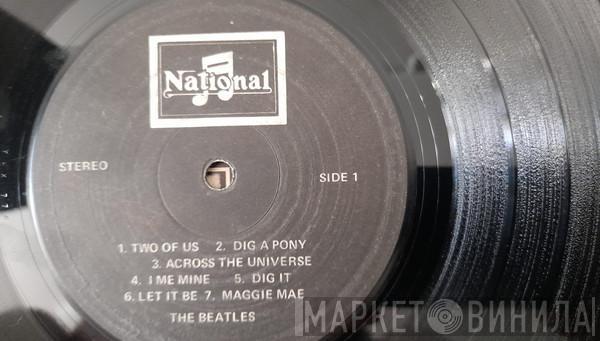 National
STEREO
SIDE 1
1. TWO OF US 2. DIG A PONY
3. ACROSS THE UNIVERSE
4. I ME MINE 5. DIG IT
6. LET IT BE 7. MAGGIE MAE
THE BEATLES
МАРКЕТ ВИНИЛА